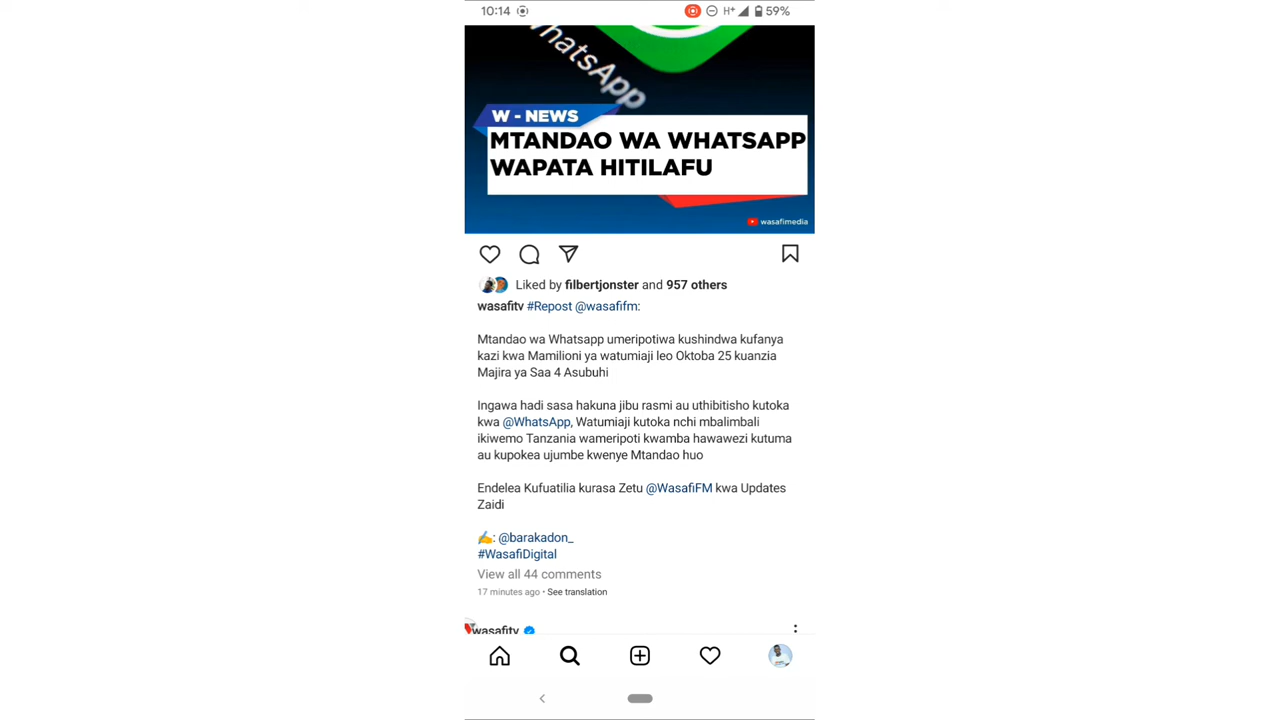 10:14 H+ 59%
WhatsApp
W - NEWS
MTANDAO WA WHATSAPP
WAPATA HITILAFU
wasafimedia
Liked by filbertjonster and 957 others
wasafitv #Repost @wasafifm:
Mtandao wa Whatsapp umeripotiwa kushindwa kufanya
kazi kwa Mamilioni ya watumiaji leo Oktoba 25 kuanzia
Majira ya Saa 4 Asubuhi
Ingawa hadi sasa hakuna jibu rasmi au uthibitisho kutoka
kwa @WhatsApp, Watumiaji kutoka nchi mbalimbali
ikiwemo Tanzania wameripoti kwamba hawawezi kutuma
au kupokea ujumbe kwenye Mtandao huo
Endelea Kufuatilia kurasa Zetu @WasafiFM kwa Updates
Zaidi
✍️: @barakadon_
#WasafiDigital
View all 44 comments
17 minutes ago · See translation
wasafitv